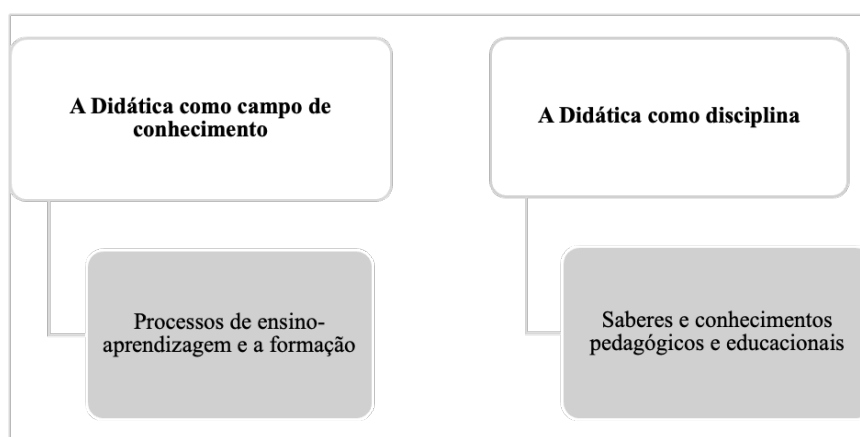 A Didática como campo de
conhecimento
A Didática como disciplina
Processos de ensino-
aprendizagem e a formação
Saberes e conhecimentos
pedagógicos e educacionais